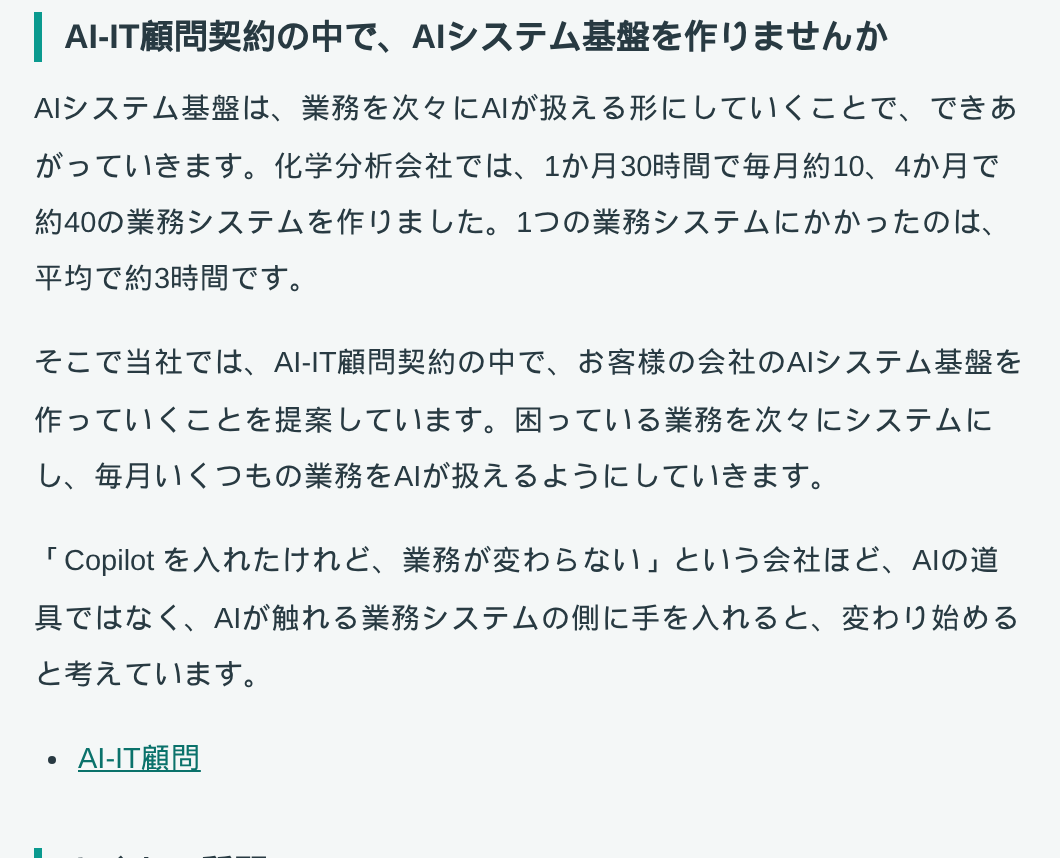 AI-IT顧問契約の中で、AIシステム基盤を作りませんか
AIシステム基盤は、業務を次々にAIが扱える形にしていくことで、できあ
がっていきます。化学分析会社では、1か月30時間で毎月約10、4か月で
約40の業務システムを作りました。1つの業務システムにかかったのは、
平均で約3時間です。
そこで当社では、AI-IT顧問契約の中で、お客様の会社のAIシステム基盤を
作っていくことを提案しています。困っている業務を次々にシステムに
し、毎月いくつもの業務をAIが扱えるようにしていきます。
「Copilot を入れたけれど、業務が変わらない」という会社ほど、AIの道
具ではなく、AIが触れる業務システムの側に手を入れると、変わり始める
と考えています。
• AI-IT顧問